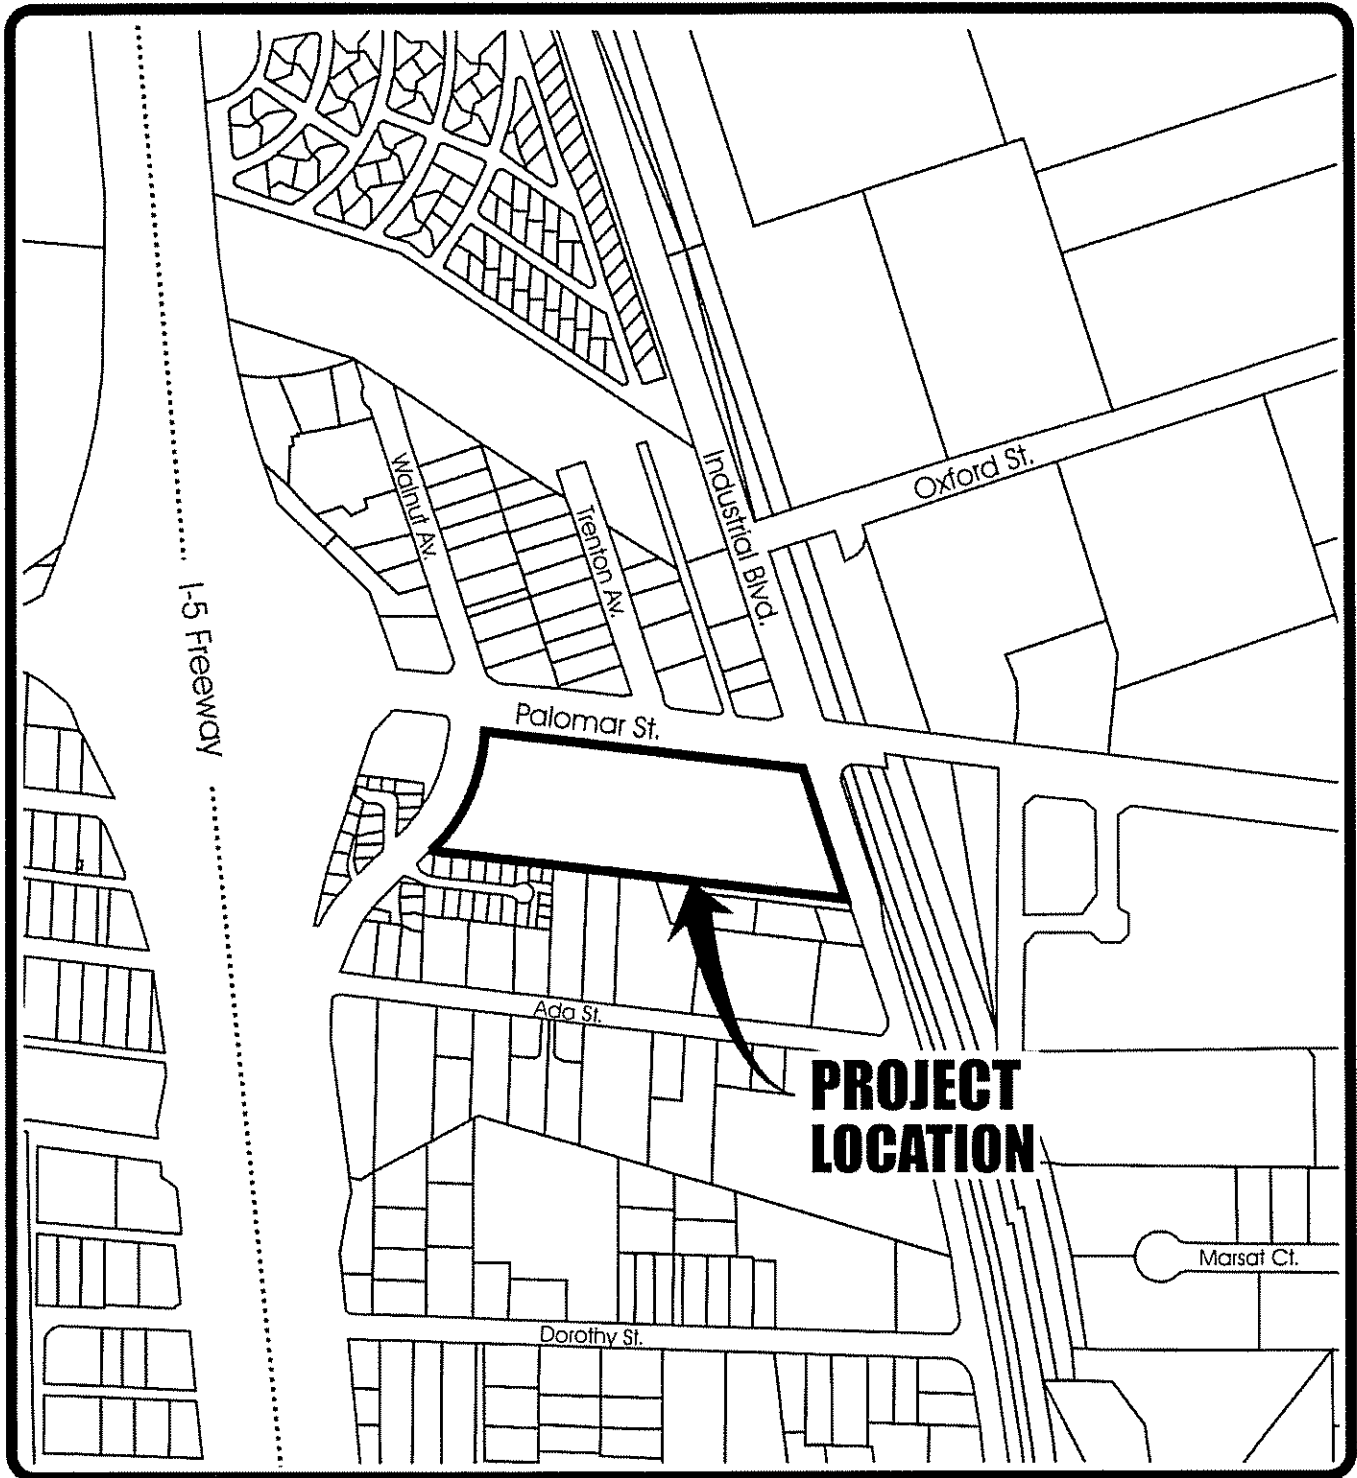 Walnut Av.
Trenton Av.
Industrial Blvd.
Oxford St.
I-5 Freeway
Palomar St.
Ada St.
PROJECT
LOCATION
Marsat Ct.
Dorothy St.